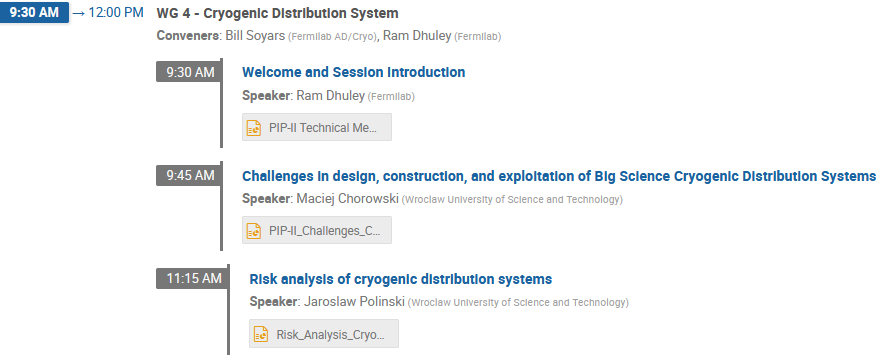 9:30 AM → 12:00 PM WG 4 - Cryogenic Distribution System
Conveners: Bill Soyars (Fermilab AD/Cryo), Ram Dhuley (Fermilab)
9:30 AM Welcome and Session Introduction
Speaker: Ram Dhuley (Fermilab)
PIP-II Technical Me...
9:45 AM Challenges in design, construction, and exploitation of Big Science Cryogenic Distribution Systems
Speaker: Maciej Chorowski (Wroclaw University of Science and Technology)
PIP-II_Challenges_C...
11:15 AM Risk analysis of cryogenic distribution systems
Speaker: Jaroslaw Polinski (Wroclaw University of Science and Technology)
Risk_Analysis_Cryo...